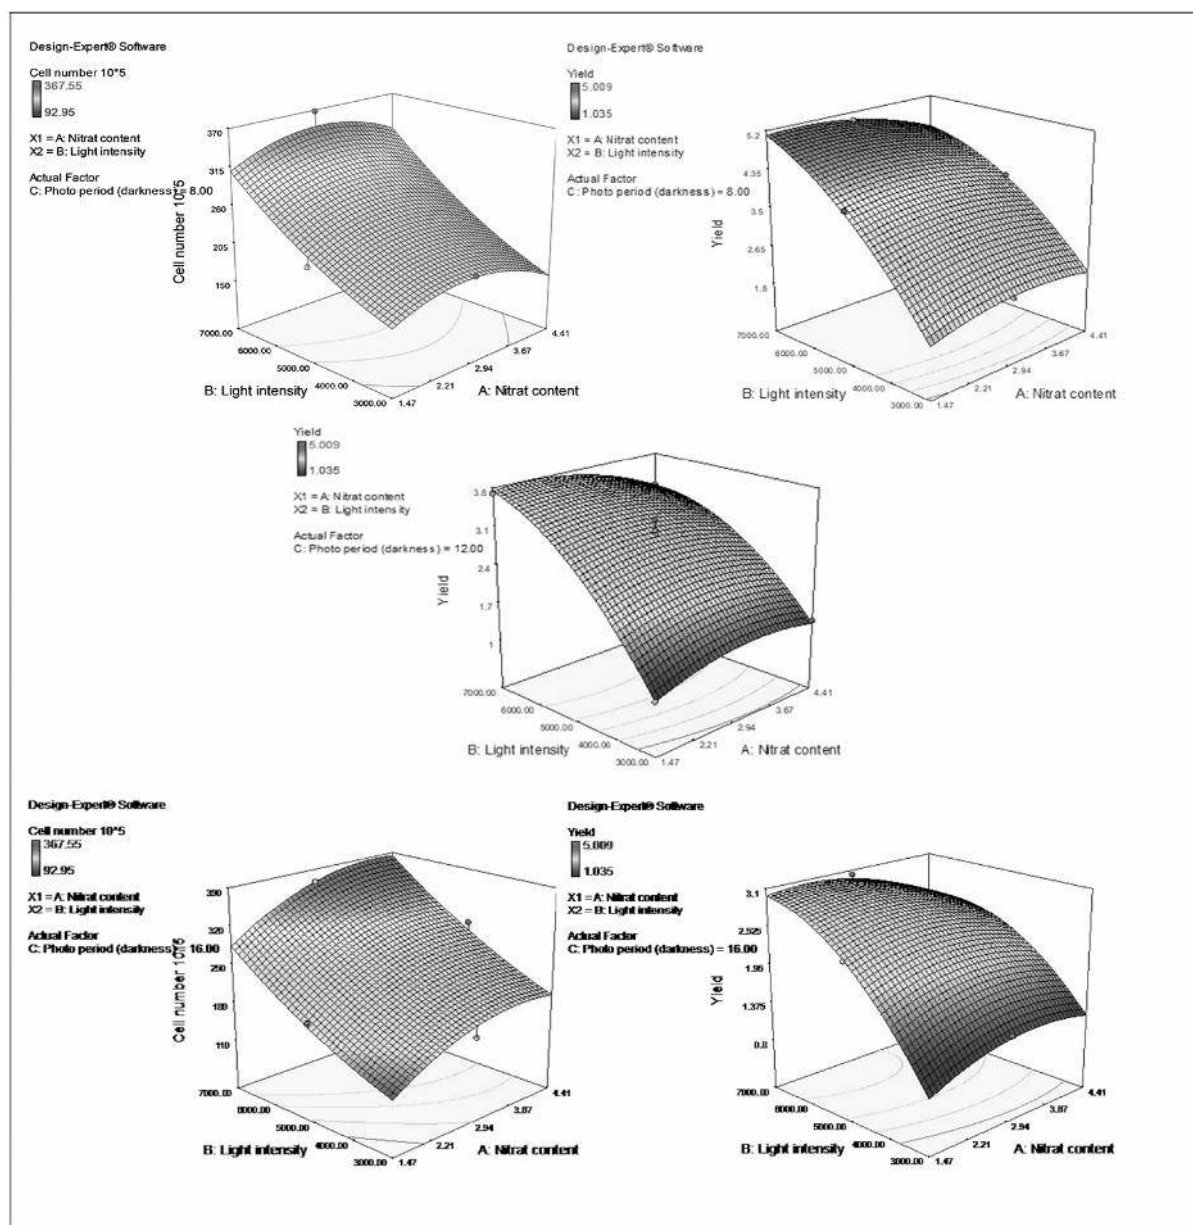 Design-Expert® Software
Cell number 10*5
367.55
92.95
X1 = A: Nitrat content
X2 = B: Light intensity
Actual Factor
C: Photo period (darkness) = 8.00
Cell number 10*5
370
315
260
205
150
7000.00
6000.00
5000.00
4000.00
3000.00
B: Light intensity
1.47
2.21
2.94
3.67
4.41
A: Nitrat content
Design-Expert® Software
Yield
5.009
1.035
X1 = A: Nitrat content
X2 = B: Light intensity
Actual Factor
C: Photo period (darkness) = 8.00
Yield
5.2
4.35
3.5
2.65
1.8
7000.00
6000.00
5000.00
4000.00
3000.00
B: Light intensity
1.47
2.21
2.94
3.67
4.41
A: Nitrat content
Yield
5.009
1.035
X1 = A: Nitrat content
X2 = B: Light intensity
Actual Factor
C: Photo period (darkness) = 12.00
Yield
3.8
3.1
2.4
1.7
1
7000.00
6000.00
5000.00
4000.00
3000.00
B: Light intensity
1.47
2.21
2.94
3.67
4.41
A: Nitrat content
Design-Expert® Software
Cell number 10*5
367.55
92.95
X1 = A: Nitrat content
X2 = B: Light intensity
Actual Factor
C: Photo period (darkness) = 16.00
Cell number 10*5
390
320
250
180
110
7000.00
6000.00
5000.00
4000.00
3000.00
B: Light intensity
1.47
2.21
2.94
3.67
4.41
A: Nitrat content
Design-Expert® Software
Yield
5.009
1.035
X1 = A: Nitrat content
X2 = B: Light intensity
Actual Factor
C: Photo period (darkness) = 16.00
Yield
3.1
2.525
1.95
1.375
0.8
7000.00
6000.00
5000.00
4000.00
3000.00
B: Light intensity
1.47
2.21
2.94
3.67
4.41
A: Nitrat content